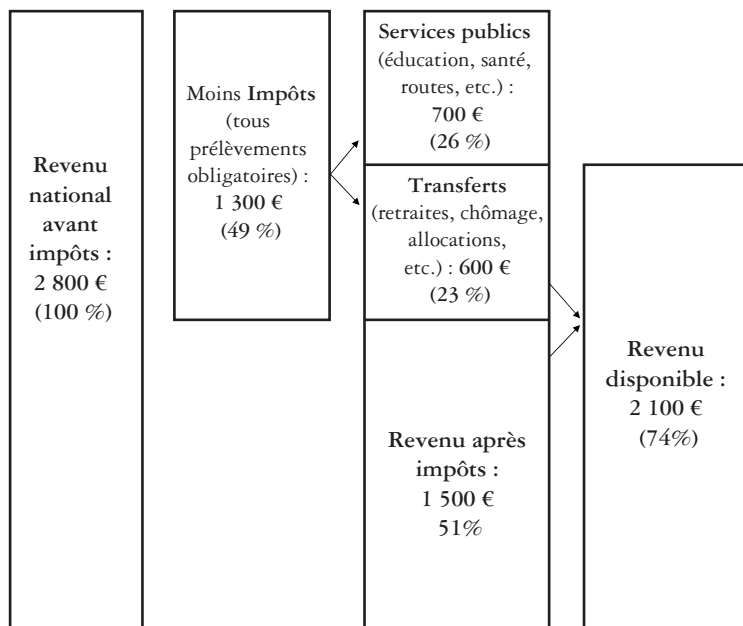 Revenu
national
avant
impôts :
2 800 €
(100 %)
Moins Impôts
(tous
prélèvements
obligatoires) :
1 300 €
(49 %)
Services publics
(éducation, santé,
routes, etc.) :
700 €
(26 %)
Transferts
(retraites, chômage,
allocations,
etc.) : 600 €
(23 %)
Revenu après
impôts :
1 500 €
51%
Revenu
disponible :
2 100 €
(74%)